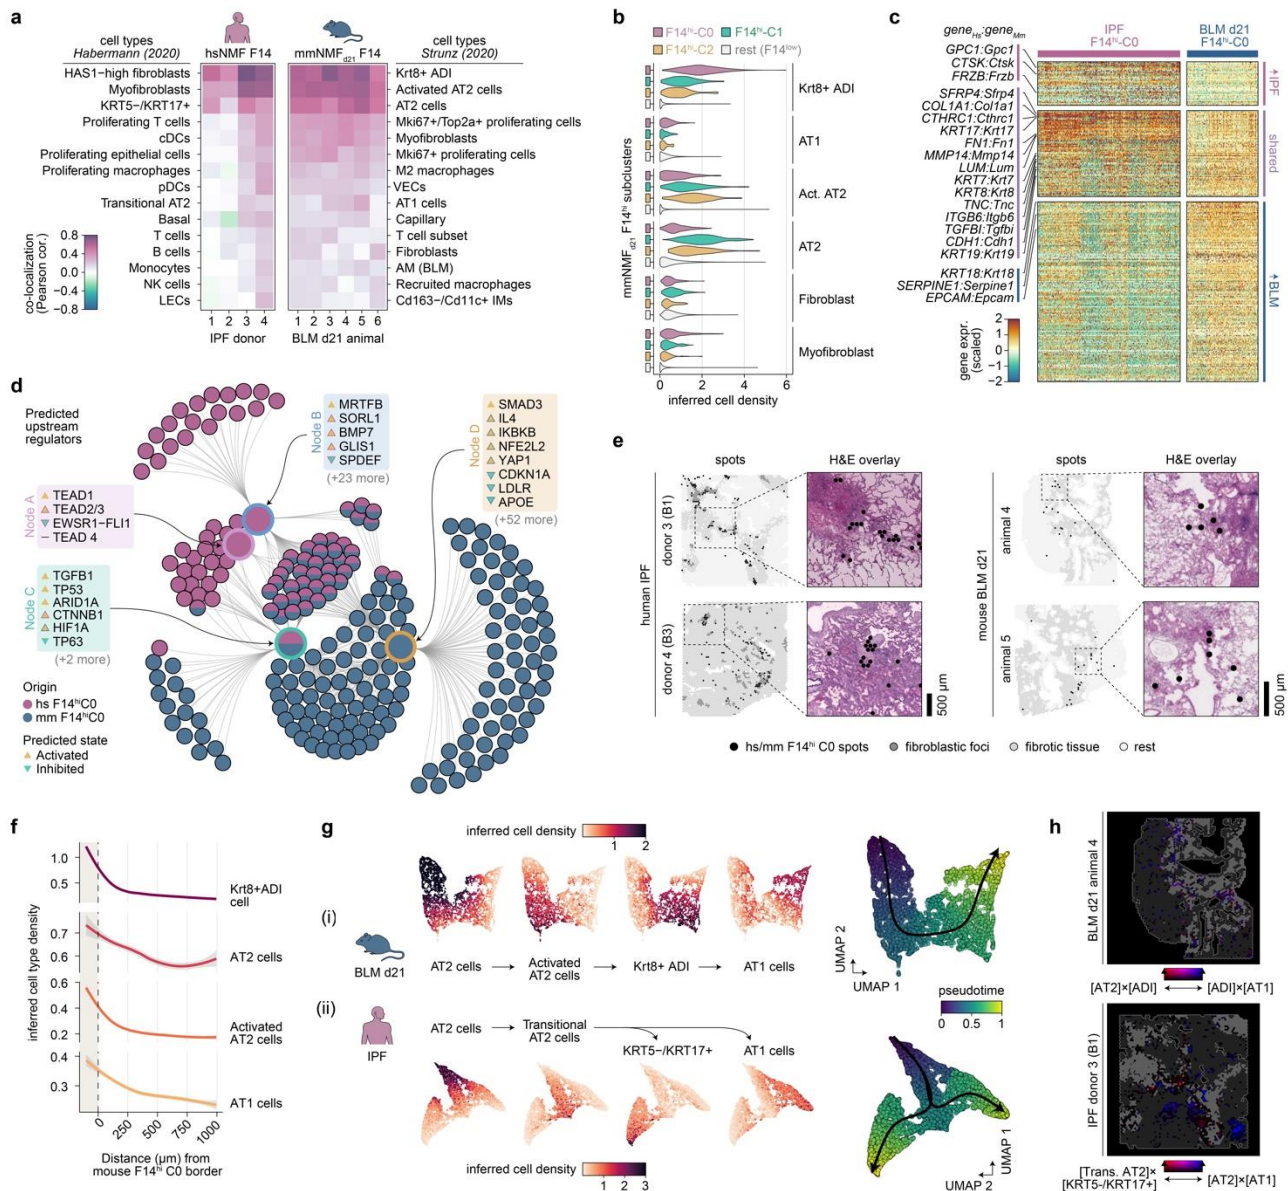 a
cell types
Habermann (2020)
hsNMF F14
mmNMFd21 F14
cell types
Strunz (2020)
HAS1-high fibroblasts
Myofibroblasts
KRT5-/KRT17+
Proliferating T cells
cDCs
Proliferating epithelial cells
Proliferating macrophages
pDCs
Transitional AT2
Basal
T cells
B cells
Monocytes
NK cells
LECs
Krt8+ ADI
Activated AT2 cells
AT2 cells
Mki67+/Top2a+ proliferating cells
Myofibroblasts
Mki67+ proliferating cells
M2 macrophages
VECs
AT1 cells
Capillary
T cell subset
Fibroblasts
AM (BLM)
Recruited macrophages
Cd163-/Cd11c+ IMs
co-localization
(Pearson cor.)
0.8
0.4
0.0
-0.4
-0.8
1 2 3 4
IPF donor
1 2 3 4 5 6
BLM d21 animal
b
F14hi-C0
F14hi-C1
F14hi-C2
rest (F14low)
mmNMFd21 F14hi subclusters
Krt8+ ADI
AT1
Act. AT2
AT2
Fibroblast
Myofibroblast
0 2 4 6
inferred cell density
c
geneHs:geneMm
IPF
F14hi-C0
BLM d21
F14hi-C0
GPC1:Gpc1
CTSK:Ctsk
FRZB:Frzb
SFRP4:Sfrp4
COL1A1:Col1a1
CTHRC1:Cthrc1
KRT17:Krt17
FN1:Fn1
MMP14:Mmp14
LUM:Lum
KRT7:Krt7
KRT8:Krt8
TNC:Tnc
ITGB6:Itgb6
TGFBI:Tgfbi
CDH1:Cdh1
KRT19:Krt19
KRT18:Krt18
SERPINE1:Serpine1
EPCAM:Epcam
IPF
shared
BLM
gene expr.
(scaled)
2
1
0
-1
-2
d
Predicted
upstream
regulators
Node A
TEAD1
TEAD2/3
EWSR1-FLI1
TEAD 4
Node B
MRTFB
SORL1
BMP7
GLIS1
SPDEF
(+23 more)
Node C
TGFB1
TP53
ARID1A
CTNNB1
HIF1A
TP63
(+2 more)
Node D
SMAD3
IL4
IKBKB
NFE2L2
YAP1
CDKN1A
LDLR
APOE
(+52 more)
Origin
hs F14hiC0
mm F14hiC0
Predicted state
Activated
Inhibited
e
spots
H&E overlay
spots
H&E overlay
human IPF
donor 3 (B1)
donor 4 (B3)
500 µm
mouse BLM d21
animal 4
animal 5
500 µm
hs/mm F14hi C0 spots
fibroblastic foci
fibrotic tissue
rest
f
inferred cell type density
1.0
0.5
Krt8+ADI
cell
0.7
0.6
AT2 cells
0.6
0.4
0.2
Activated
AT2 cells
0.4
0.3
AT1 cells
0 250 500 750 1000
Distance (µm) from
mouse F14hi C0 border
g
inferred cell density
1 2
(i)
BLM d21
AT2 cells
Activated
AT2 cells
Krt8+ ADI
AT1 cells
UMAP 2
UMAP 1
pseudotime
0 0.5 1
(ii)
IPF
AT2 cells
Transitional
AT2 cells
KRT5-/KRT17+
AT1 cells
inferred cell density
1 2 3
UMAP 1
UMAP 2
h
BLM d21 animal 4
[AT2]×[ADI]
[ADI]×[AT1]
IPF donor 3 (B1)
[Trans. AT2]×
[KRT5-/KRT17+]
[AT2]×[AT1]